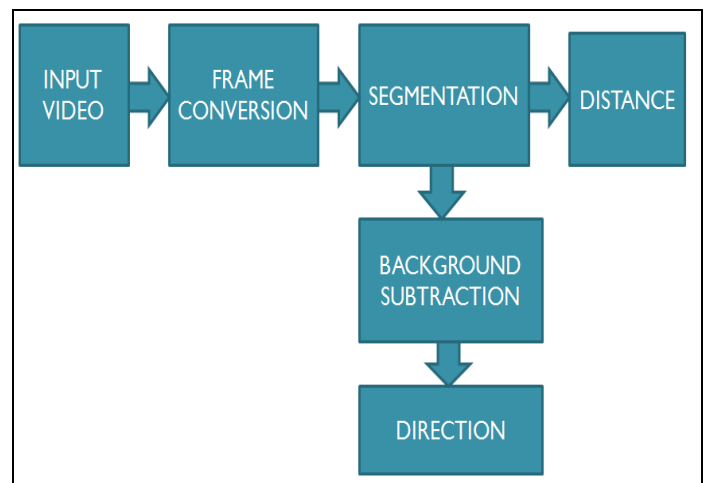 INPUT
VIDEO
FRAME
CONVERSION
SEGMENTATION
DISTANCE
BACKGROUND
SUBTRACTION
DIRECTION